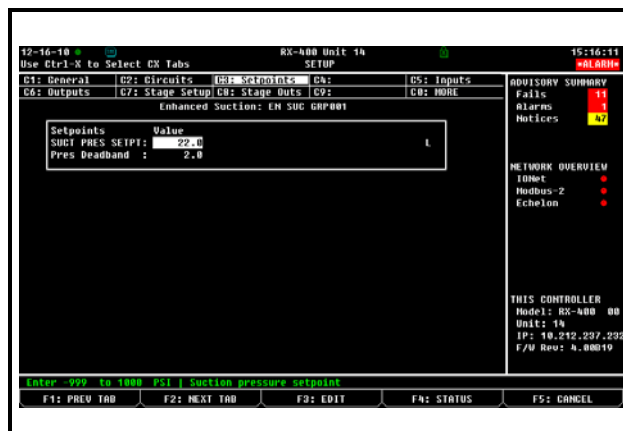 12-16-10 RX-400 Unit 14 15:16:11
Use Ctrl-X to Select CX Tabs SETUP *ALARM*
C1: General C2: Circuits C3: Setpoints C4: C5: Inputs
C6: Outputs C7: Stage Setup C8: Stage Outs C9: C0: MORE
Enhanced Suction: EN SUC GRP001
Setpoints Value
SUCT PRES SETPT: 22.0 L
Pres Deadband : 2.0
ADVISORY SUMMARY
Fails 11
Alarms 1
Notices 47
NETWORK OVERVIEW
IONet
Modbus-2
Echelon
THIS CONTROLLER
Model: RX-400 00
Unit: 14
IP: 10.212.237.232
F/W Rev: 4.00B19
Enter -999 to 1000 PSI | Suction pressure setpoint
F1: PREV TAB F2: NEXT TAB F3: EDIT F4: STATUS F5: CANCEL